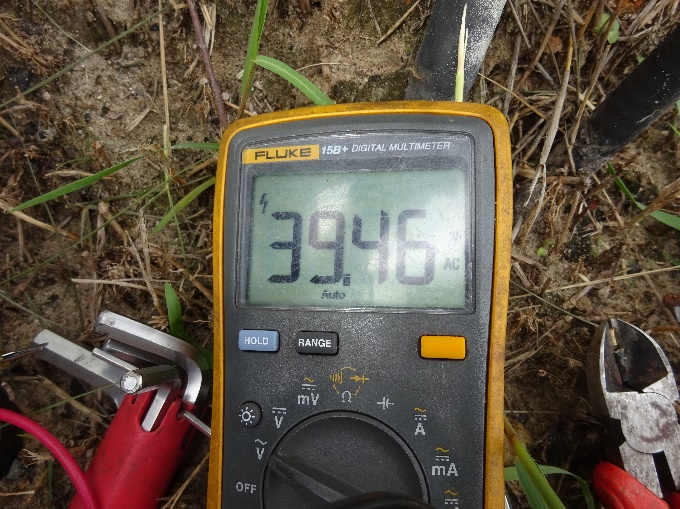 FLUKE 15B+ DIGITAL MULTIMETER
39.46
V
AC
Auto
HOLD
RANGE
mV
Ω
V
A
V
mA
OFF